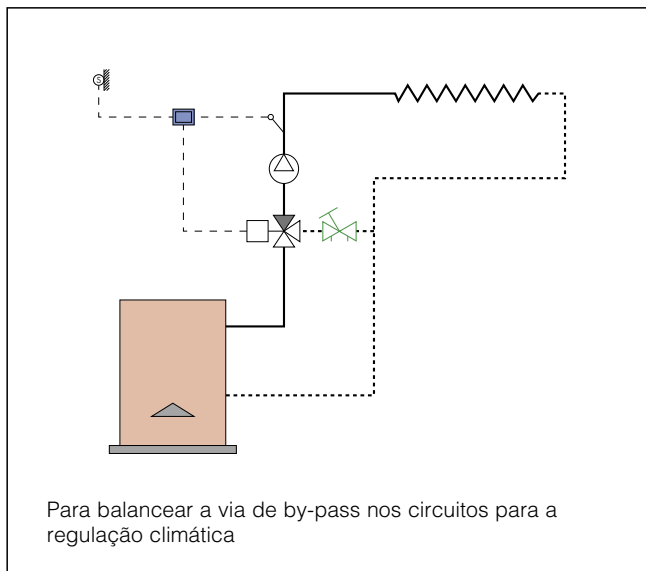 S
Para balancear a via de by-pass nos circuitos para a
regulação climática